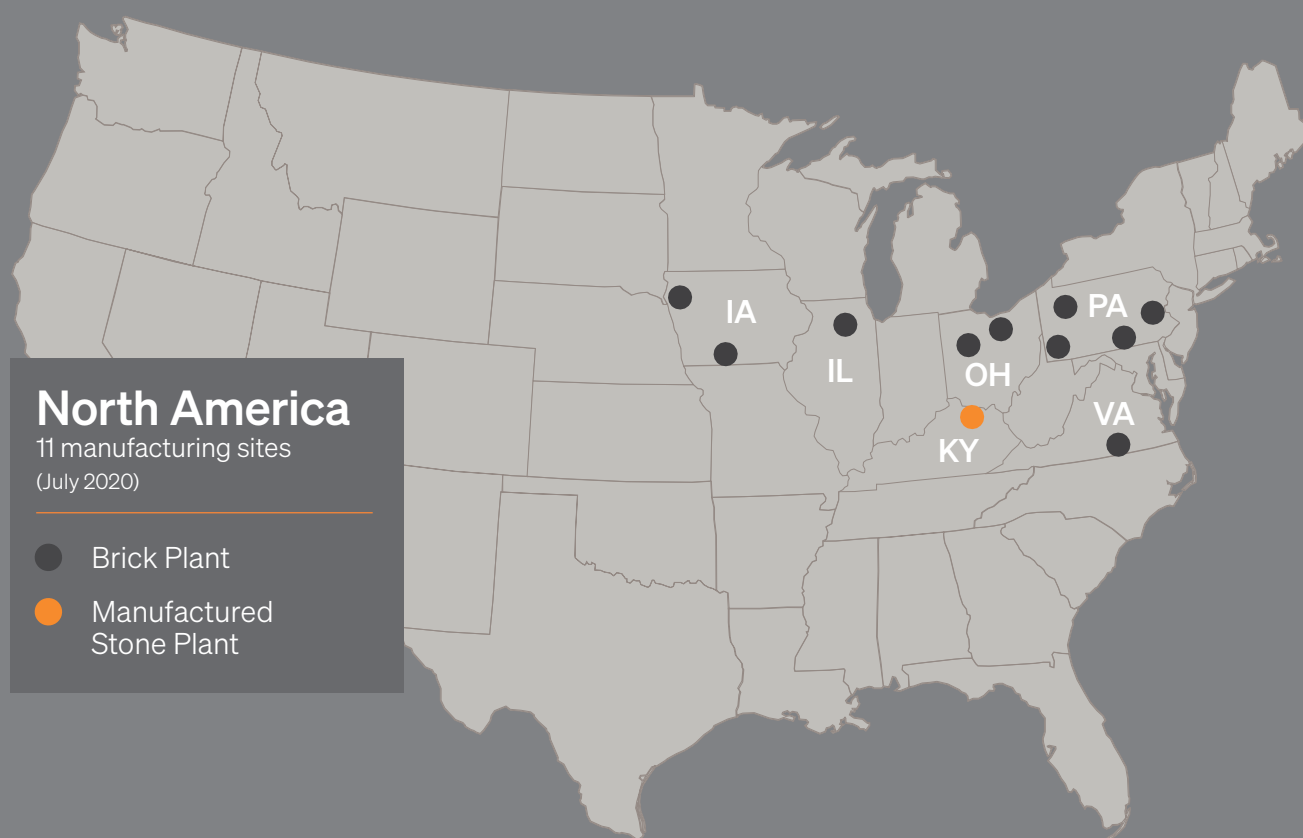 North America
11 manufacturing sites
(July 2020)
Brick Plant
Manufactured
Stone Plant
IA
IL
OH
KY
PA
VA